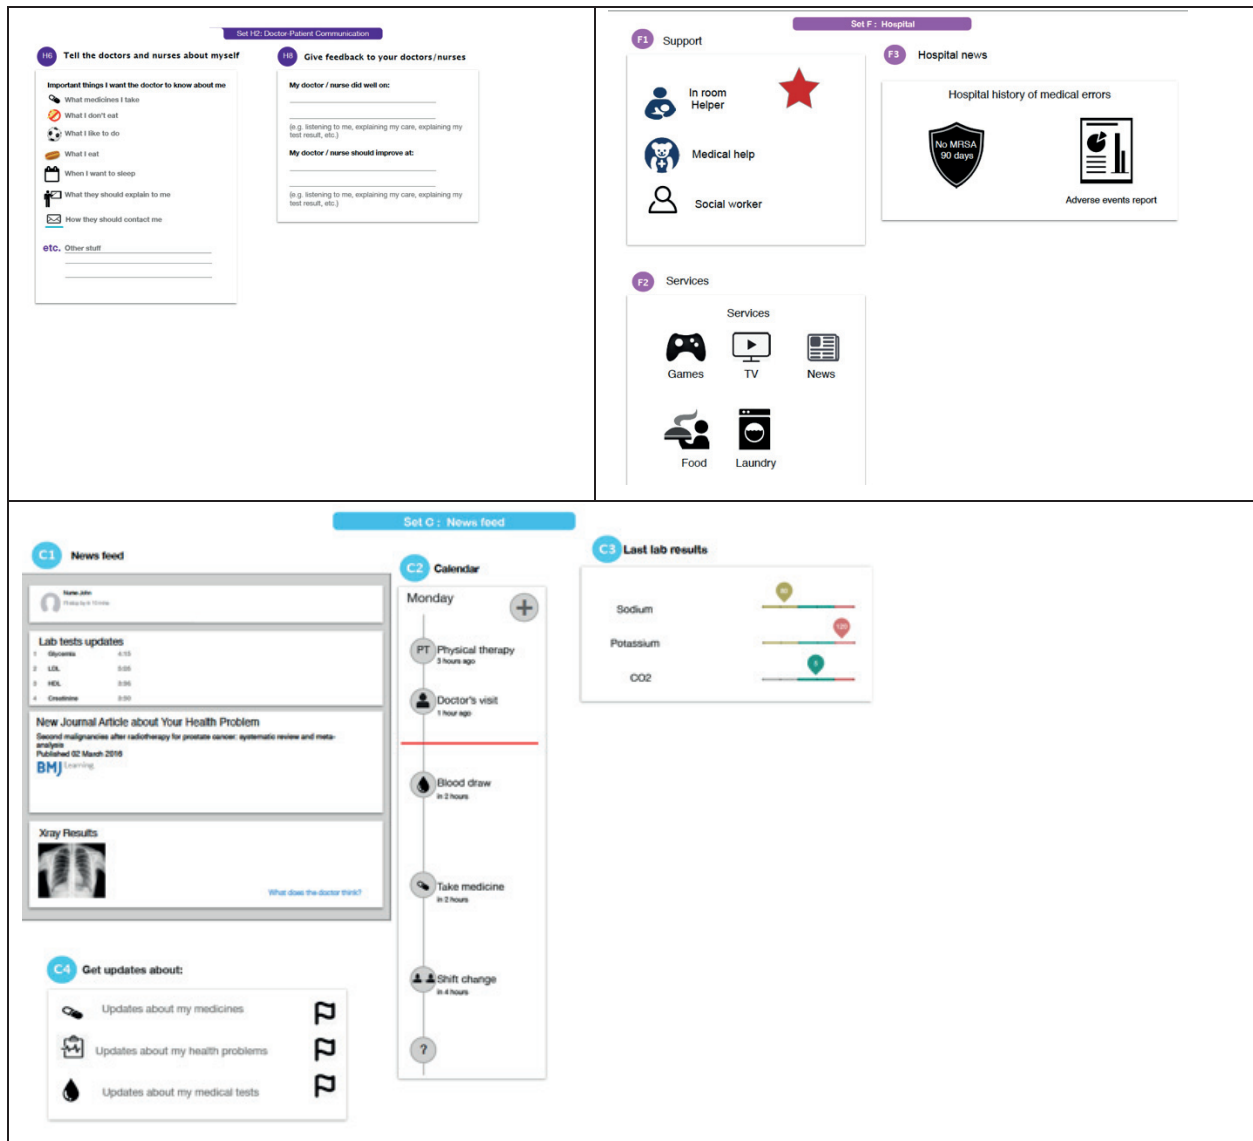 Set H2: Doctor-Patient Communication
H6 Tell the doctors and nurses about myself
Important things I want the doctor to know about me
What medicines I take
What I don't eat
What I like to do
What I eat
When I want to sleep
What they should explain to me
How they should contact me
etc. Other stuff
H8 Give feedback to your doctors/nurses
My doctor / nurse did well on:
(e.g. listening to me, explaining my care, explaining my
test result, etc.)
My doctor / nurse should improve at:
(e.g. listening to me, explaining my care, explaining my
test result, etc.)
Set F : Hospital
F1 Support
In room
Helper
Medical help
Social worker
F3 Hospital news
Hospital history of medical errors
No MRSA
90 days
Adverse events report
F2 Services
Services
Games
TV
News
Food
Laundry
Set C : News feed
C1 News feed
Nurse John
Lab tests updates
1 Glycemia 4:15
2 LDL
3 HDL
4 Creatinine
New Journal Article about Your Health Problem
Second malignancies after radiotherapy for prostate cancer: systematic review and meta-
analysis
Published 02 March 2016
BMJ Learning
Xray Results
What does the doctor think?
C2 Calendar
Monday
PT Physical therapy
3 hours ago
Doctor's visit
1 hour ago
Blood draw
in 2 hours
Take medicine
in 2 hours
Shift change
in 4 hours
?
C3 Last lab results
Sodium
Potassium
120
CO2
5
C4 Get updates about:
Updates about my medicines
Updates about my health problems
Updates about my medical tests